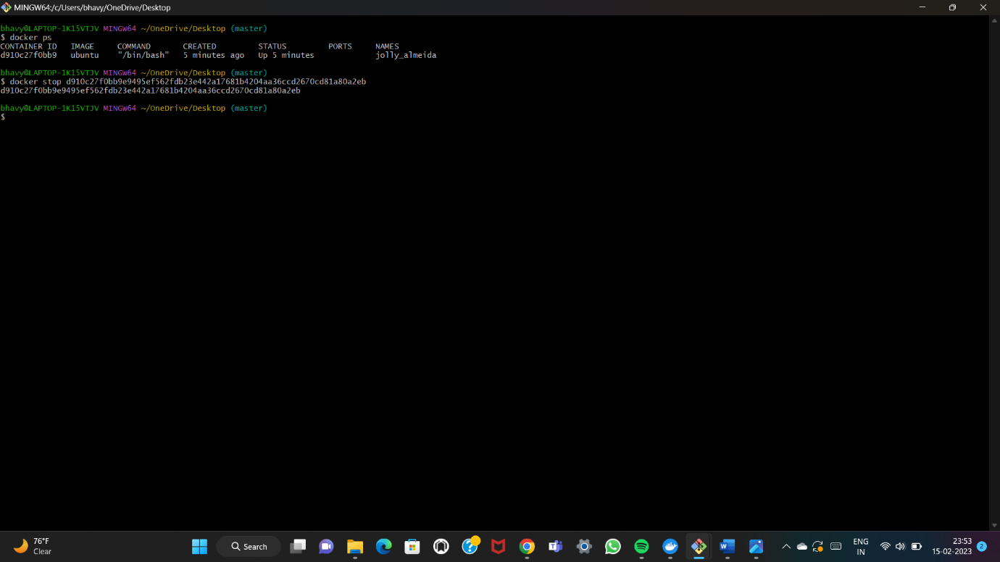 MINGW64:/c/Users/bhavy/OneDrive/Desktop
bhavy@LAPTOP-1K15VTJV MINGW64 ~/OneDrive/Desktop (master)
$ docker ps
CONTAINER ID   IMAGE     COMMAND       CREATED         STATUS         PORTS     NAMES
d910c27f0bb9   ubuntu    "/bin/bash"   5 minutes ago   Up 5 minutes             jolly_almeida
bhavy@LAPTOP-1K15VTJV MINGW64 ~/OneDrive/Desktop (master)
$ docker stop d910c27f0bb9e9495ef562fdb23e442a17681b4204aa36ccd2670cd81a80a2eb
d910c27f0bb9e9495ef562fdb23e442a17681b4204aa36ccd2670cd81a80a2eb
bhavy@LAPTOP-1K15VTJV MINGW64 ~/OneDrive/Desktop (master)
$
76°F
Clear
Search
ENG
IN
23:53
15-02-2023
2